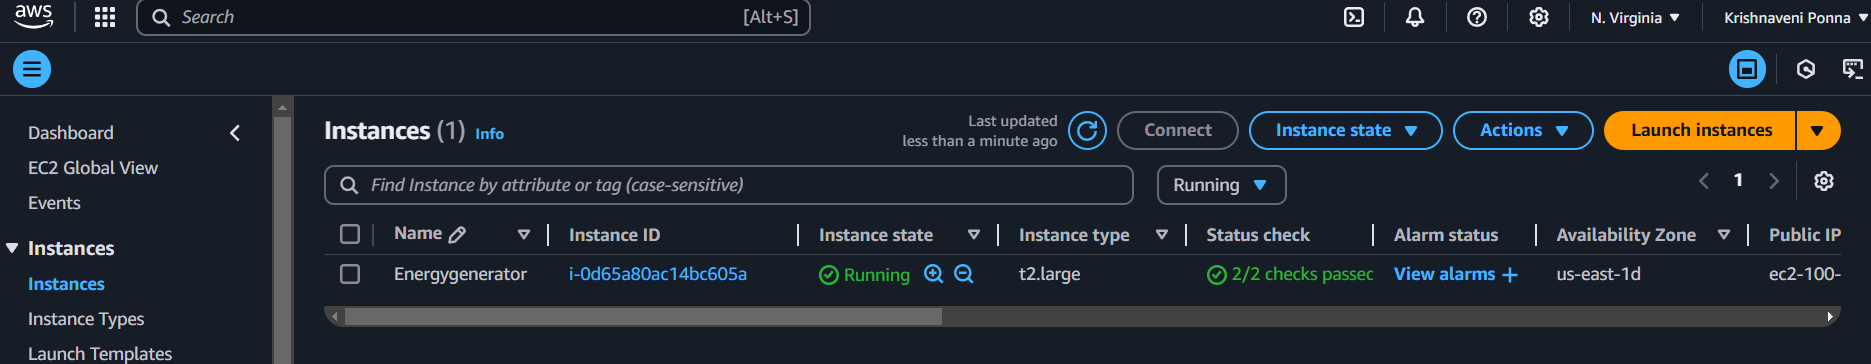 aws
Search [Alt+S]
N. Virginia
Krishnaveni Ponna
Dashboard
EC2 Global View
Events
Instances
Instances
Instance Types
Launch Templates
Instances (1) Info
Last updated
less than a minute ago
Connect
Instance state
Actions
Launch instances
Find Instance by attribute or tag (case-sensitive)
Running
1
Name Instance ID Instance state Instance type Status check Alarm status Availability Zone Public IP
Energygenerator i-0d65a80ac14bc605a Running t2.large 2/2 checks passec View alarms + us-east-1d ec2-100-